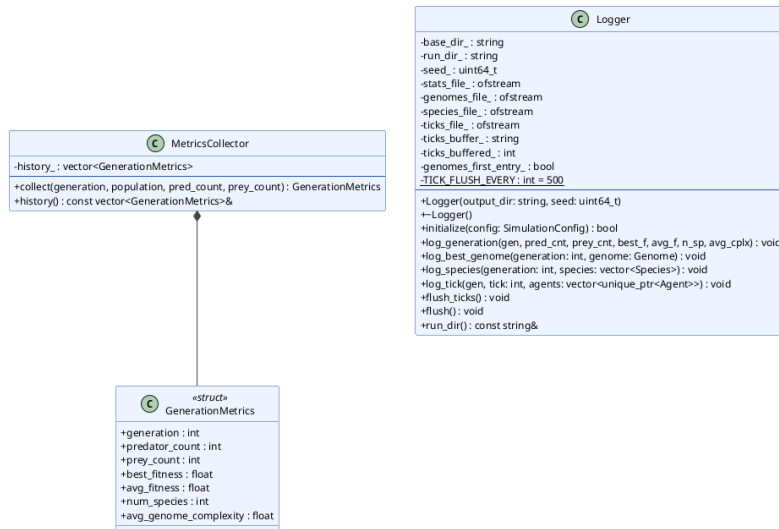 MetricsCollector
-history_ : vector<GenerationMetrics>
+collect(generation, population, pred_count, prey_count) : GenerationMetrics
+history() : const vector<GenerationMetrics>&
Logger
-base_dir_ : string
-run_dir_ : string
-seed_ : uint64_t
-stats_file_ : ofstream
-genomes_file_ : ofstream
-species_file_ : ofstream
-ticks_file_ : ofstream
-ticks_buffer_ : string
-ticks_buffered_ : int
-genomes_first_entry_ : bool
-TICK_FLUSH_EVERY : int = 500
+Logger(output_dir: string, seed: uint64_t)
+~Logger()
+initialize(config: SimulationConfig) : bool
+log_generation(gen, pred_cnt, prey_cnt, best_f, avg_f, n_sp, avg_cplx) : void
+log_best_genome(generation: int, genome: Genome) : void
+log_species(generation: int, species: vector<Species>) : void
+log_tick(gen, tick: int, agents: vector<unique_ptr<Agent>>) : void
+flush_ticks() : void
+flush() : void
+run_dir() : const string&
«struct»
GenerationMetrics
+generation : int
+predator_count : int
+prey_count : int
+best_fitness : float
+avg_fitness : float
+num_species : int
+avg_genome_complexity : float